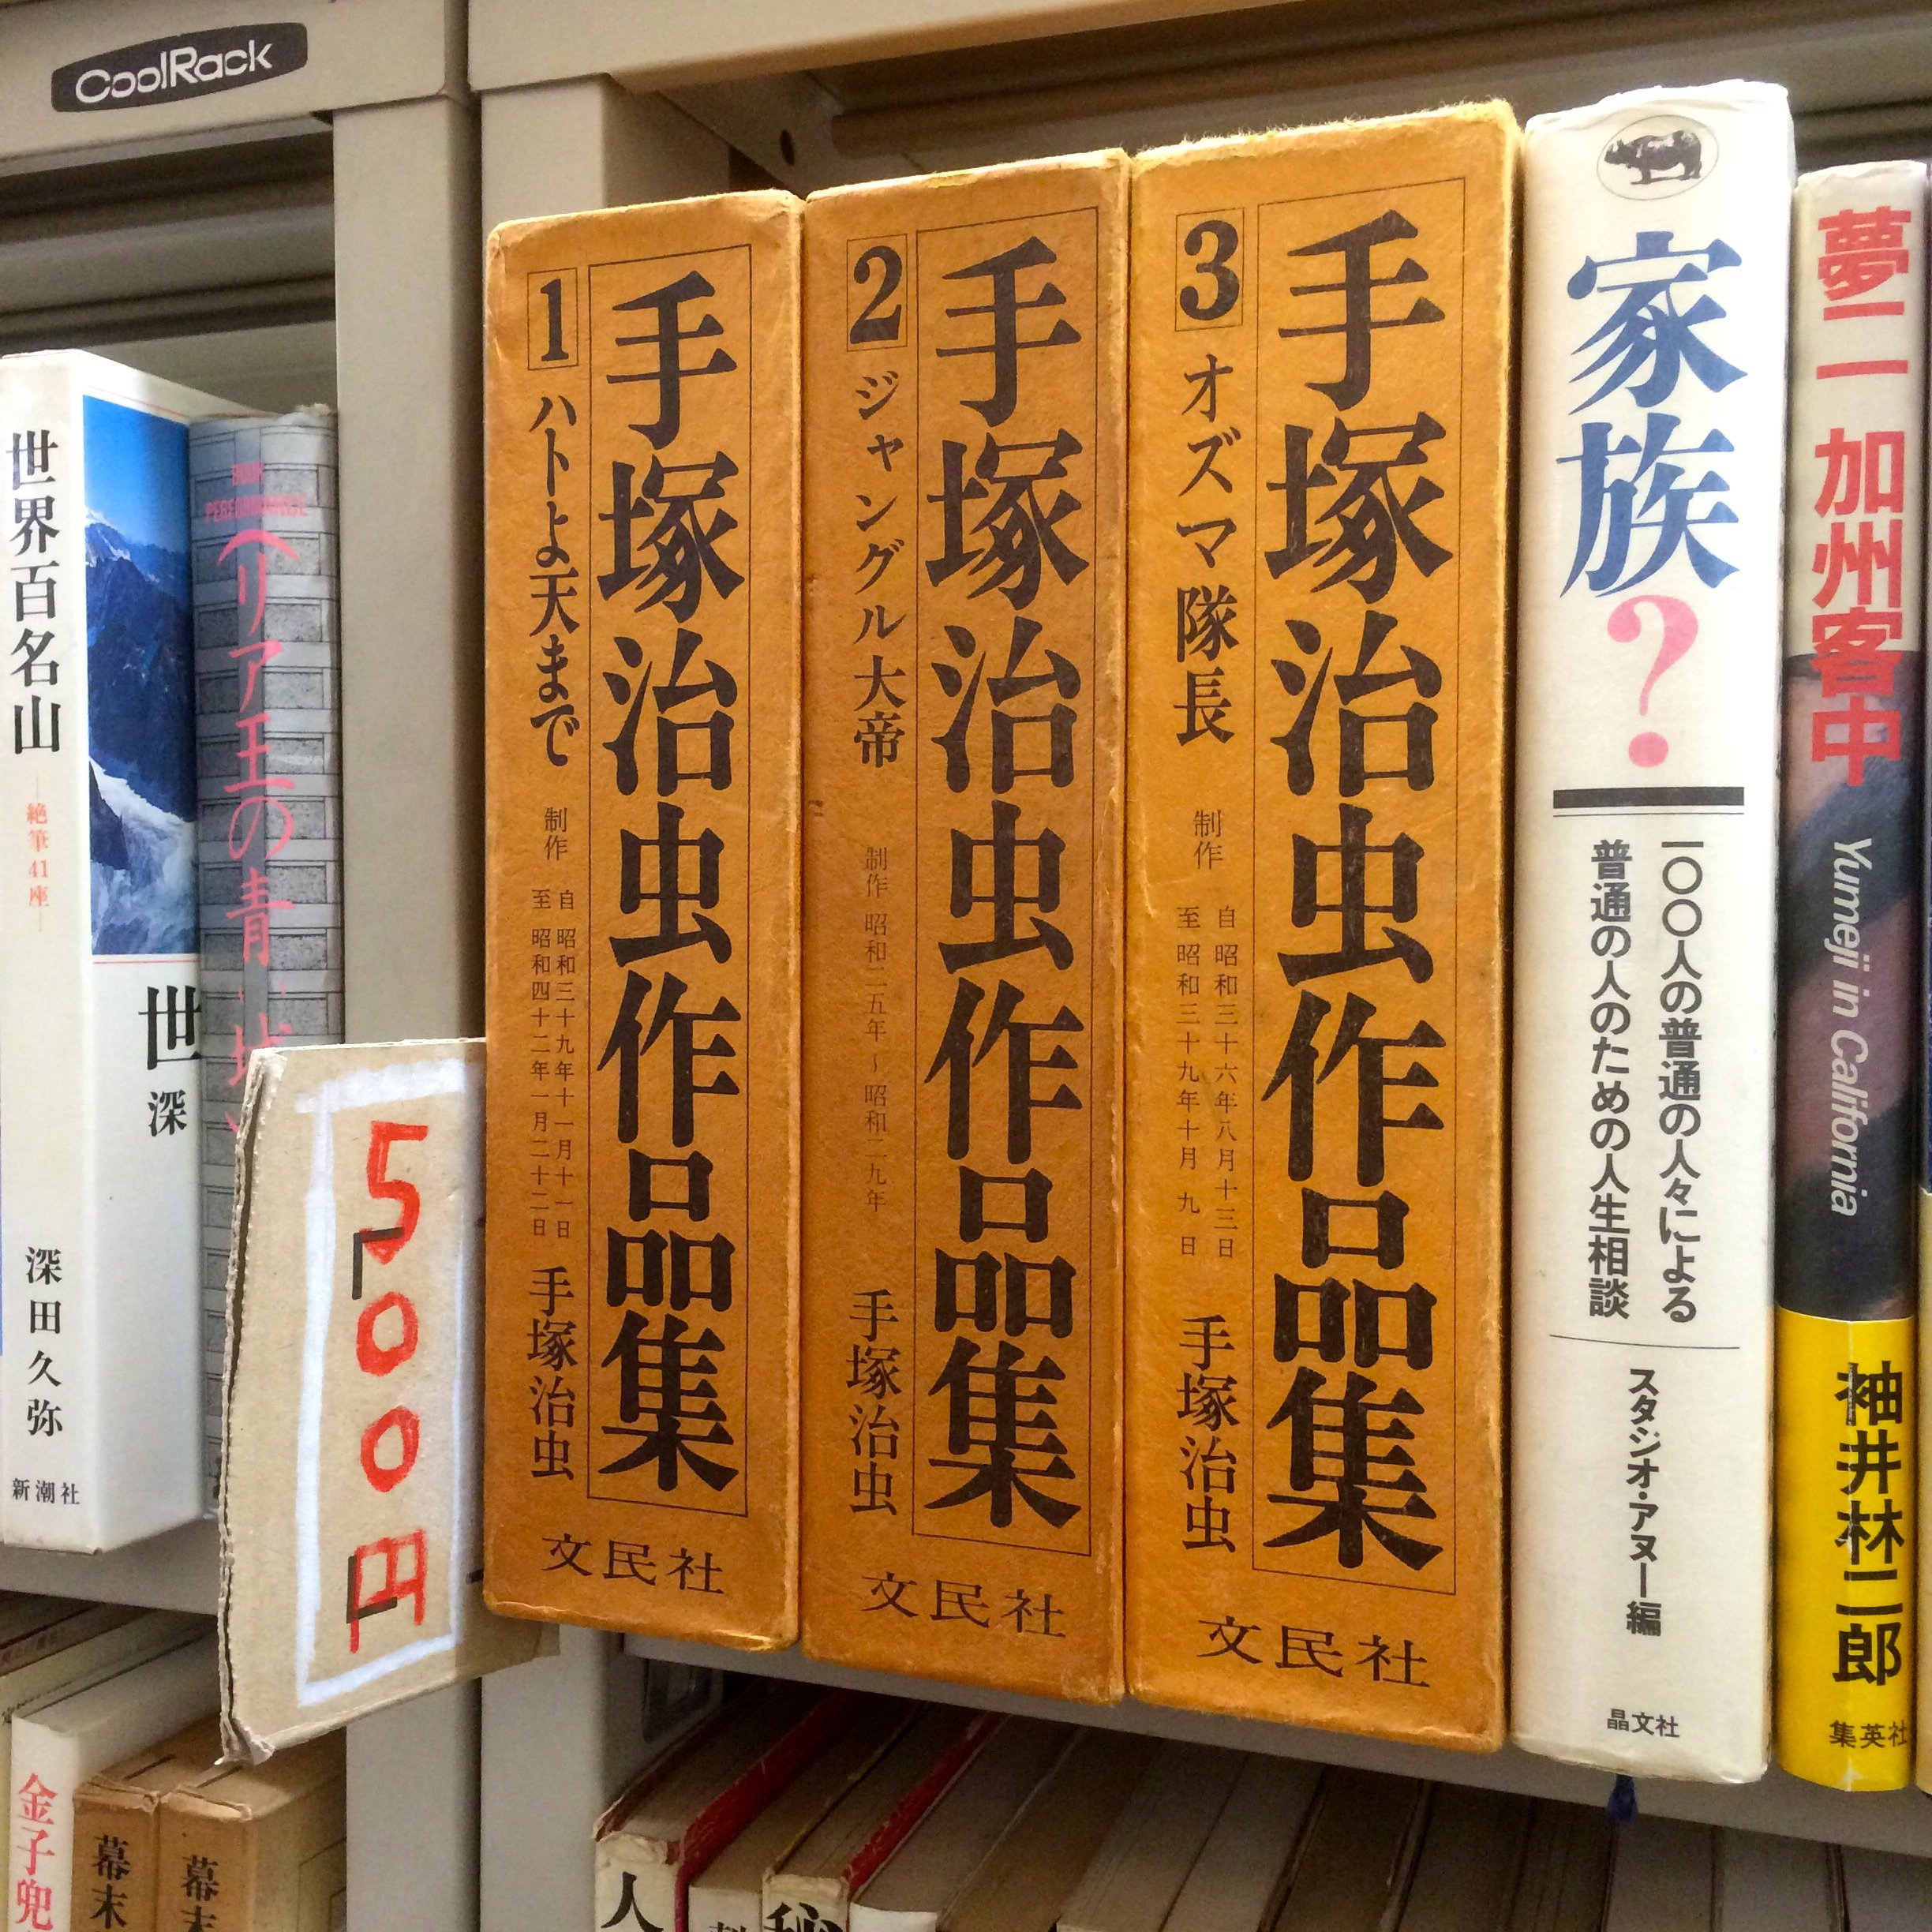 CoolRack
世界百名山
絶筆41座
深田久弥
新潮社
世
深
PERFORMANCE
リア王の青
500円
1
ハトよ天まで
制作
自 昭和三十九年十一月十一日
至 昭和四十二年一月二十二日
手塚治虫
手塚治虫作品集
文民社
2
ジャングル大帝
制作 昭和二五年~昭和二九年
手塚治虫
手塚治虫作品集
文民社
3
オズマ隊長
制作
自 昭和三十六年八月十三日
至 昭和三十九年十月九日
手塚治虫
手塚治虫作品集
文民社
家族?
一〇〇人の普通の人々による
普通の人のための人生相談
スタジオ・アヌー編
晶文社
夢二 加州客中
Yumeji in California
袖井林二郎
集英社
金子兜
幕末
幕末
人